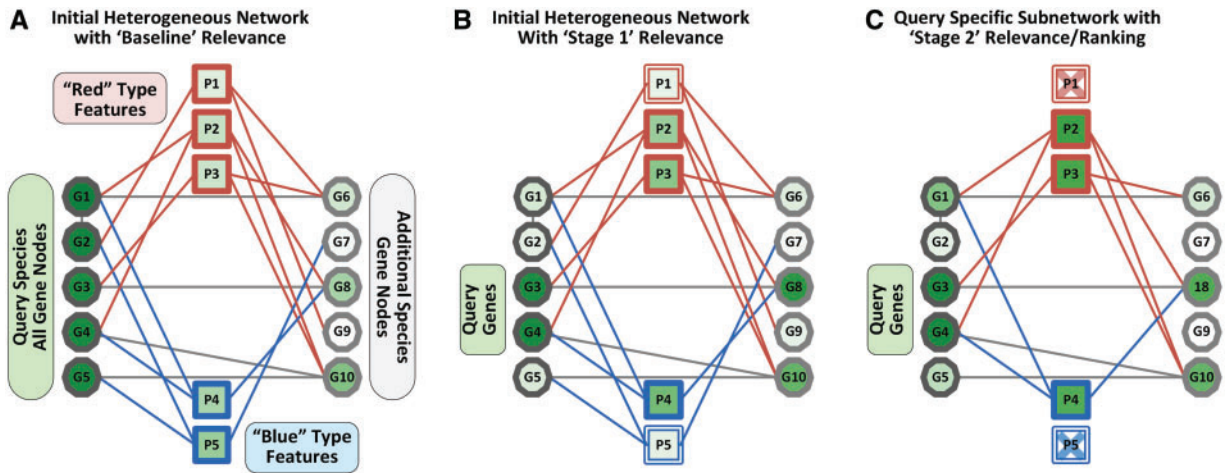 A
Initial Heterogeneous Network
with ‘Baseline’ Relevance
“Red” Type
Features
P1
P2
P3
G1
G2
G3
G4
G5
G6
G7
G8
G9
G10
P4
P5
Query Species
All Gene Nodes
Additional Species
Gene Nodes
“Blue” Type
Features
B
Initial Heterogeneous Network
With ‘Stage 1’ Relevance
P1
P2
P3
G1
G2
G3
G4
G5
G6
G7
G8
G9
G10
P4
P5
Query
Genes
C
Query Specific Subnetwork with
‘Stage 2’ Relevance/Ranking
P1
P2
P3
G1
G2
G3
G4
G5
G6
G7
18
G9
G10
P4
P5
Query
Genes